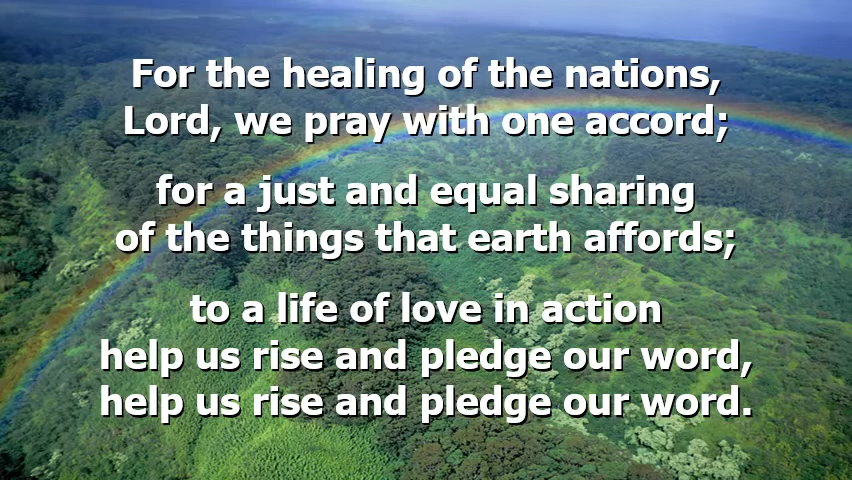 For the healing of the nations,
Lord, we pray with one accord;
for a just and equal sharing
of the things that earth affords;
to a life of love in action
help us rise and pledge our word,
help us rise and pledge our word.